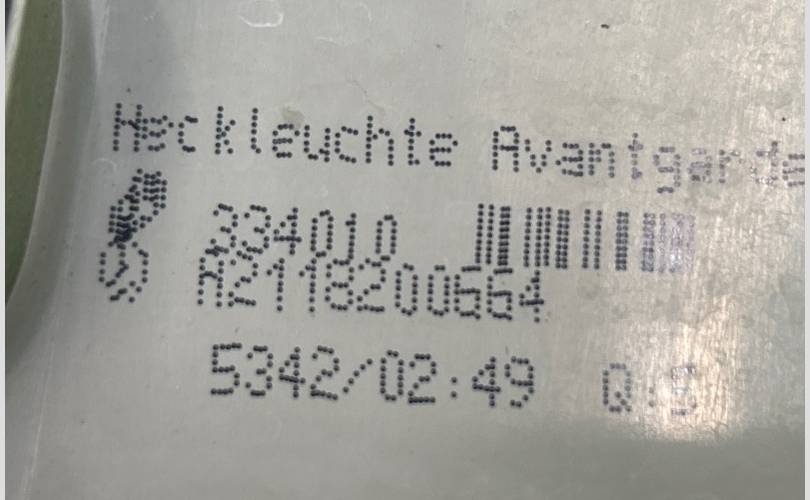 Heckleuchte Avantgarde
334010
A2118200664
5342/02:49